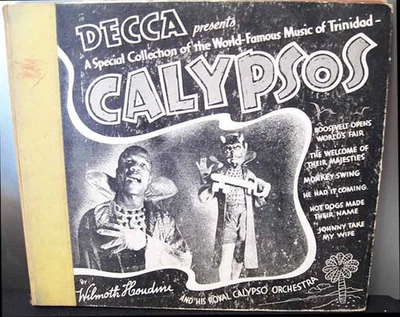 DECCA presents
A Special Collection of the World-Famous Music of Trinidad-
CALYPSOS
ROOSEVELT OPENS
WORLD'S FAIR
THE WELCOME OF
THEIR MAJESTIES
MONKEY SWING
HE HAD IT COMING
HOT DOGS MADE
THEIR NAME
JOHNNY TAKE
MY WIFE
BY
Wilmoth Houdini
AND HIS ROYAL CALYPSO ORCHESTRA